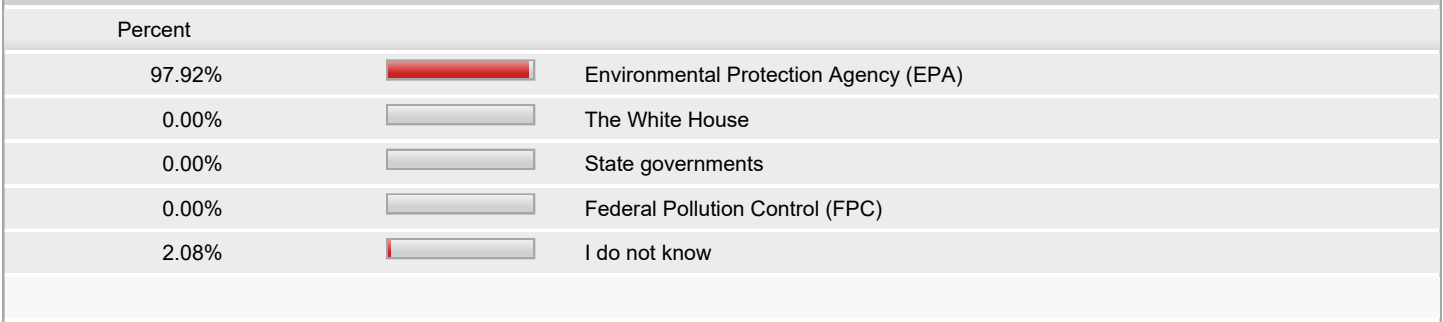 Percent
97.92% Environmental Protection Agency (EPA)
0.00% The White House
0.00% State governments
0.00% Federal Pollution Control (FPC)
2.08% I do not know